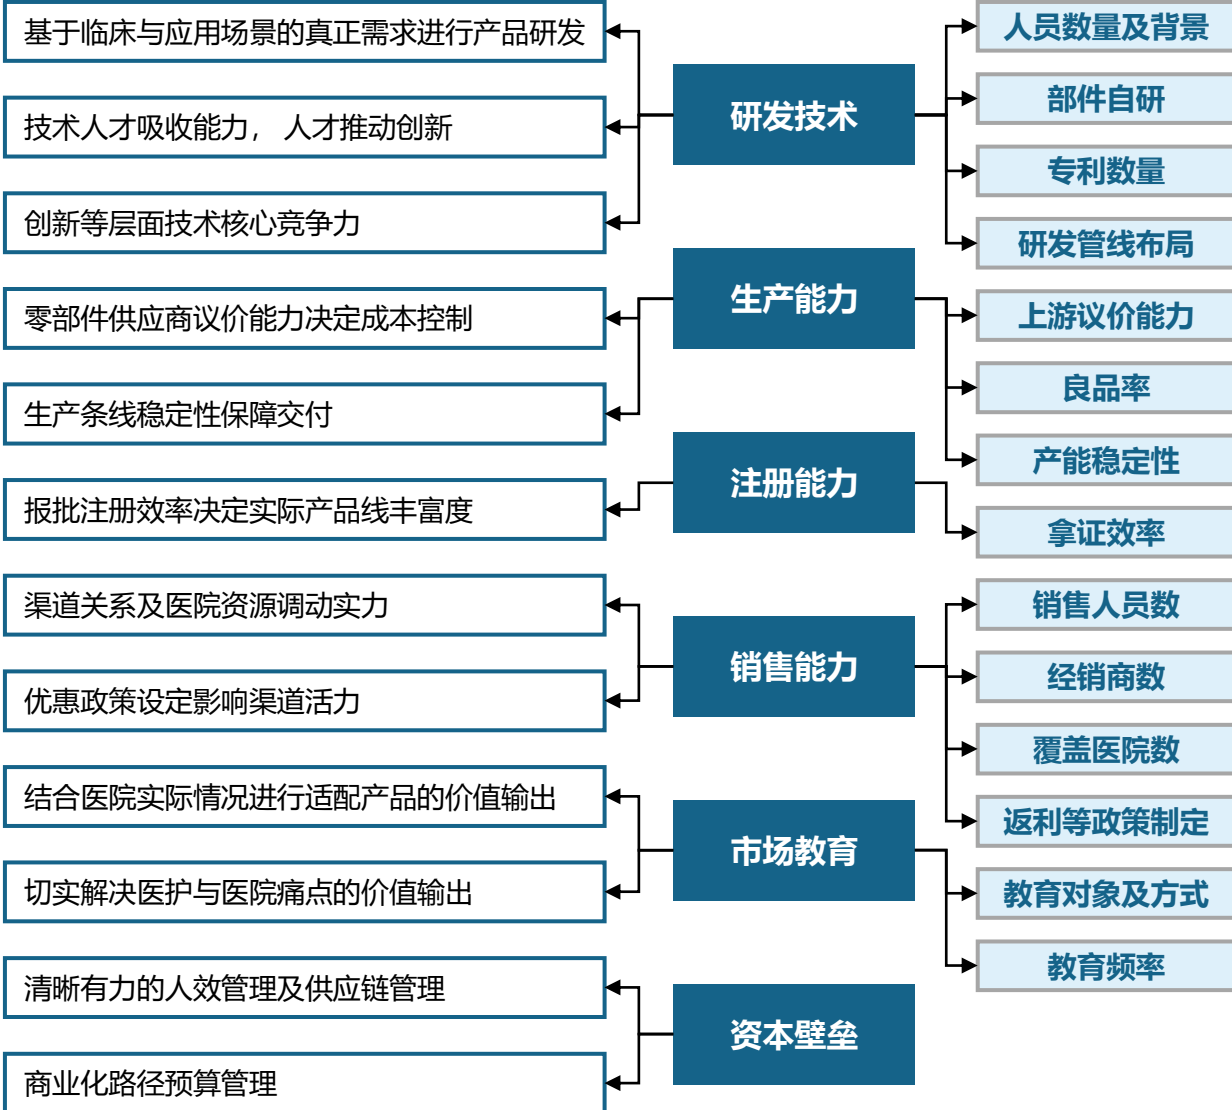 基于临床与应用场景的真正需求进行产品研发
技术人才吸收能力， 人才推动创新
创新等层面技术核心竞争力
零部件供应商议价能力决定成本控制
生产条线稳定性保障交付
报批注册效率决定实际产品线丰富度
渠道关系及医院资源调动实力
优惠政策设定影响渠道活力
结合医院实际情况进行适配产品的价值输出
切实解决医护与医院痛点的价值输出
清晰有力的人效管理及供应链管理
商业化路径预算管理
研发技术
生产能力
注册能力
销售能力
市场教育
资本壁垒
人员数量及背景
部件自研
专利数量
研发管线布局
上游议价能力
良品率
产能稳定性
拿证效率
销售人员数
经销商数
覆盖医院数
返利等政策制定
教育对象及方式
教育频率